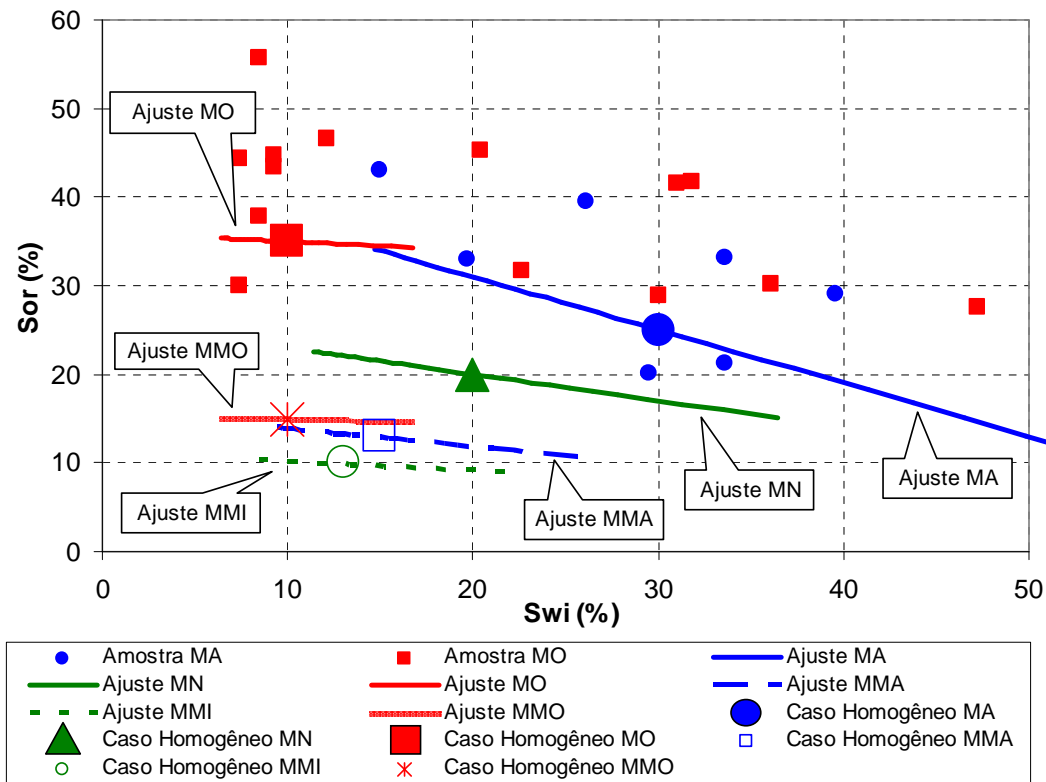 60
50
40
30
20
10
0
Sor (%)
Ajuste MO
Ajuste MMO
Ajuste MMI
Ajuste MMA
Ajuste MN
Ajuste MA
0 10 20 30 40 50
Swi (%)
Amostra MA Amostra MO Ajuste MA
Ajuste MN Ajuste MO Ajuste MMA
Ajuste MMI Ajuste MMO Caso Homogêneo MA
Caso Homogêneo MN Caso Homogêneo MO Caso Homogêneo MMA
Caso Homogêneo MMI Caso Homogêneo MMO